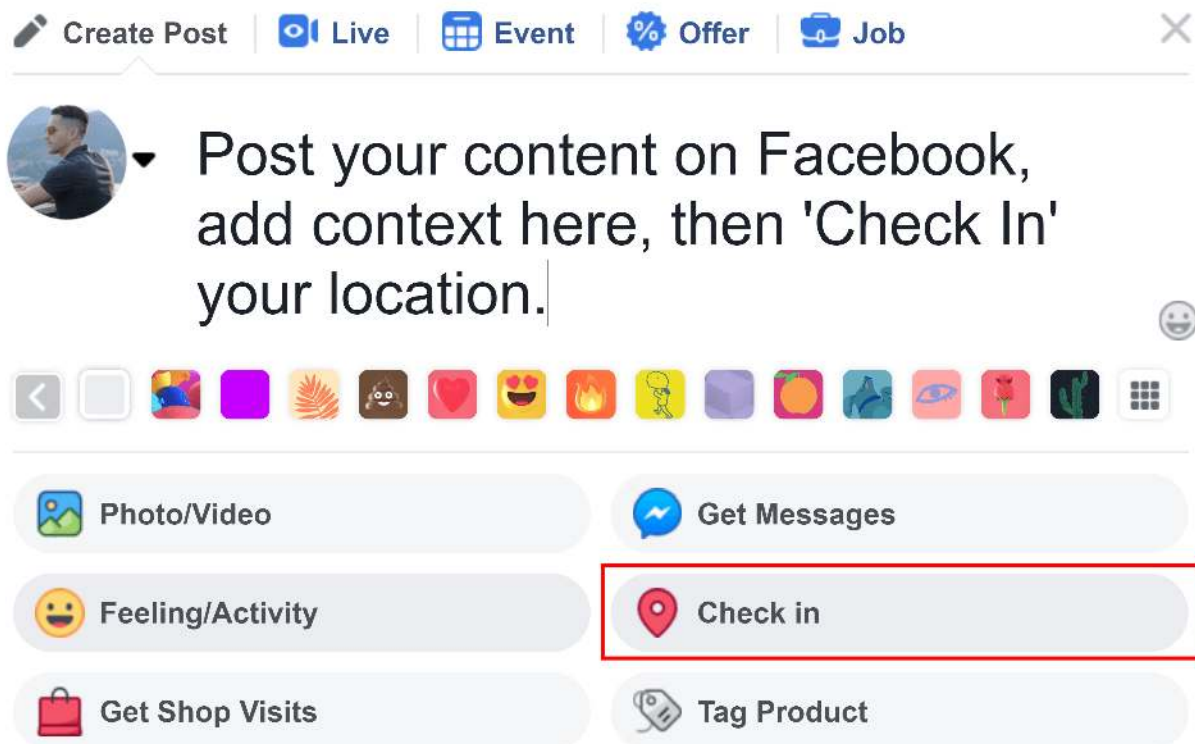 Create Post Live Event Offer Job
Post your content on Facebook,
add context here, then 'Check In'
your location.
Photo/Video Get Messages
Feeling/Activity Check in
Get Shop Visits Tag Product